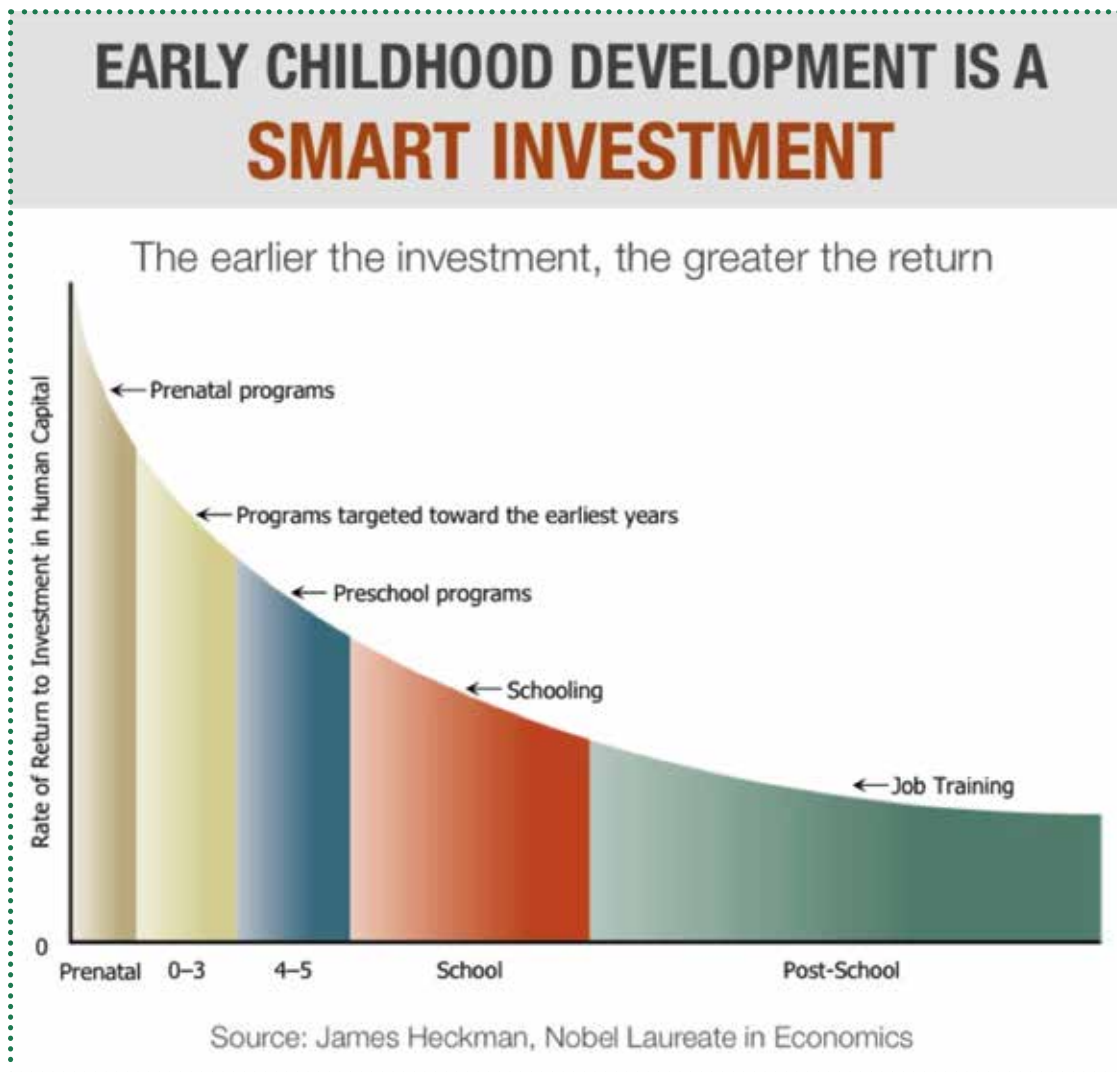 EARLY CHILDHOOD DEVELOPMENT IS A
SMART INVESTMENT
The earlier the investment, the greater the return
Rate of Return to Investment in Human Capital
Prenatal programs
Programs targeted toward the earliest years
Preschool programs
Schooling
Job Training
0
Prenatal
0–3
4–5
School
Post-School
Source: James Heckman, Nobel Laureate in Economics